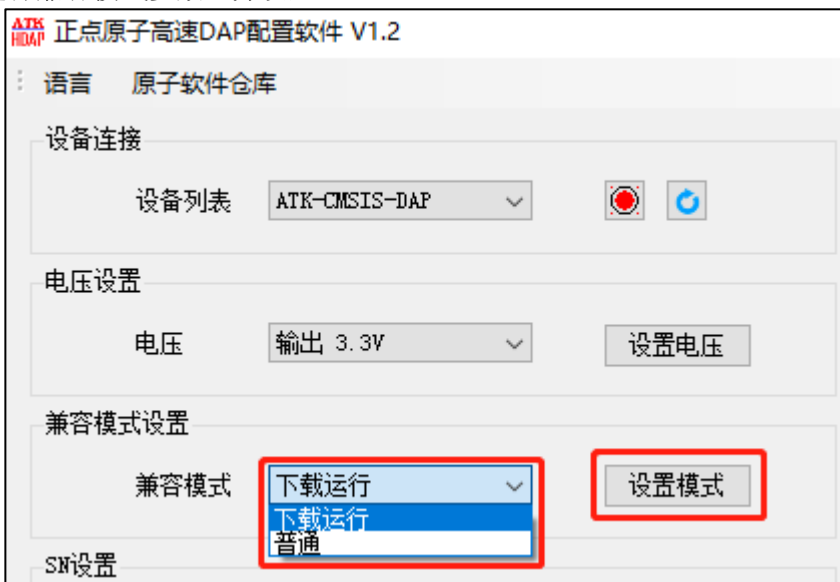 ATK
HDAP 正点原子高速DAP配置软件 V1.2
语言 原子软件仓库
设备连接
设备列表 ATK-CMSIS-DAP
电压设置
电压 输出 3.3V 设置电压
兼容模式设置
兼容模式 下载运行 设置模式
下载运行
普通
SN设置